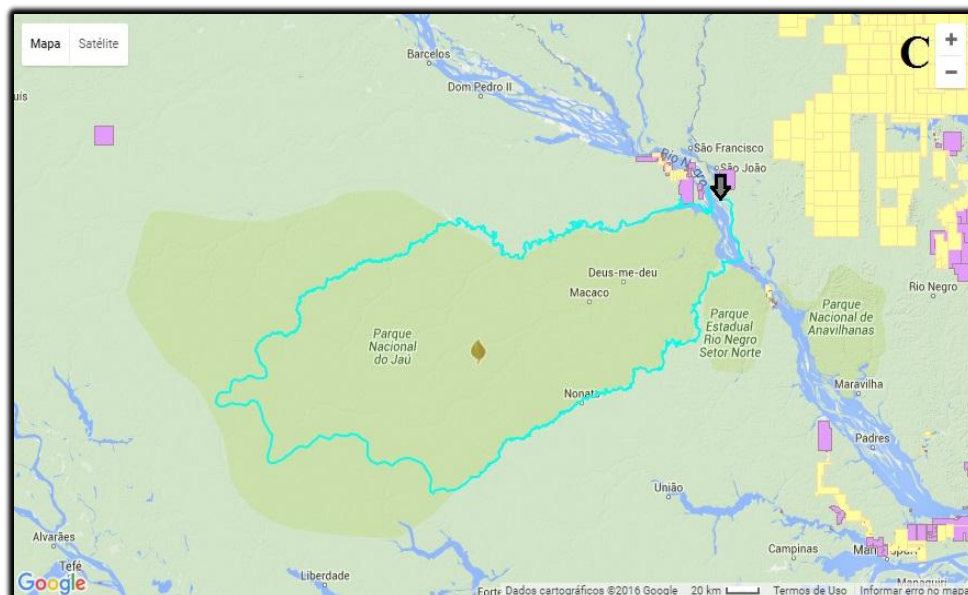 Mapa
Satélite
C
+
−
uís
Barcelos
Dom Pedro II
São Francisco
Rio Negro
São João
Rio Negro
Deus-me-deu
Macaco
Parque
Nacional
do Jaú
Parque
Estadual
Rio Negro
Setor Norte
Parque
Nacional de
Anavilhanas
Nonato
Maravilha
Padres
União
Alvarães
Tefé
Campinas
Liberdade
Manaquiri
Google
Dados cartográficos ©2016 Google
20 km
Termos de Uso
Informar erro no mapa